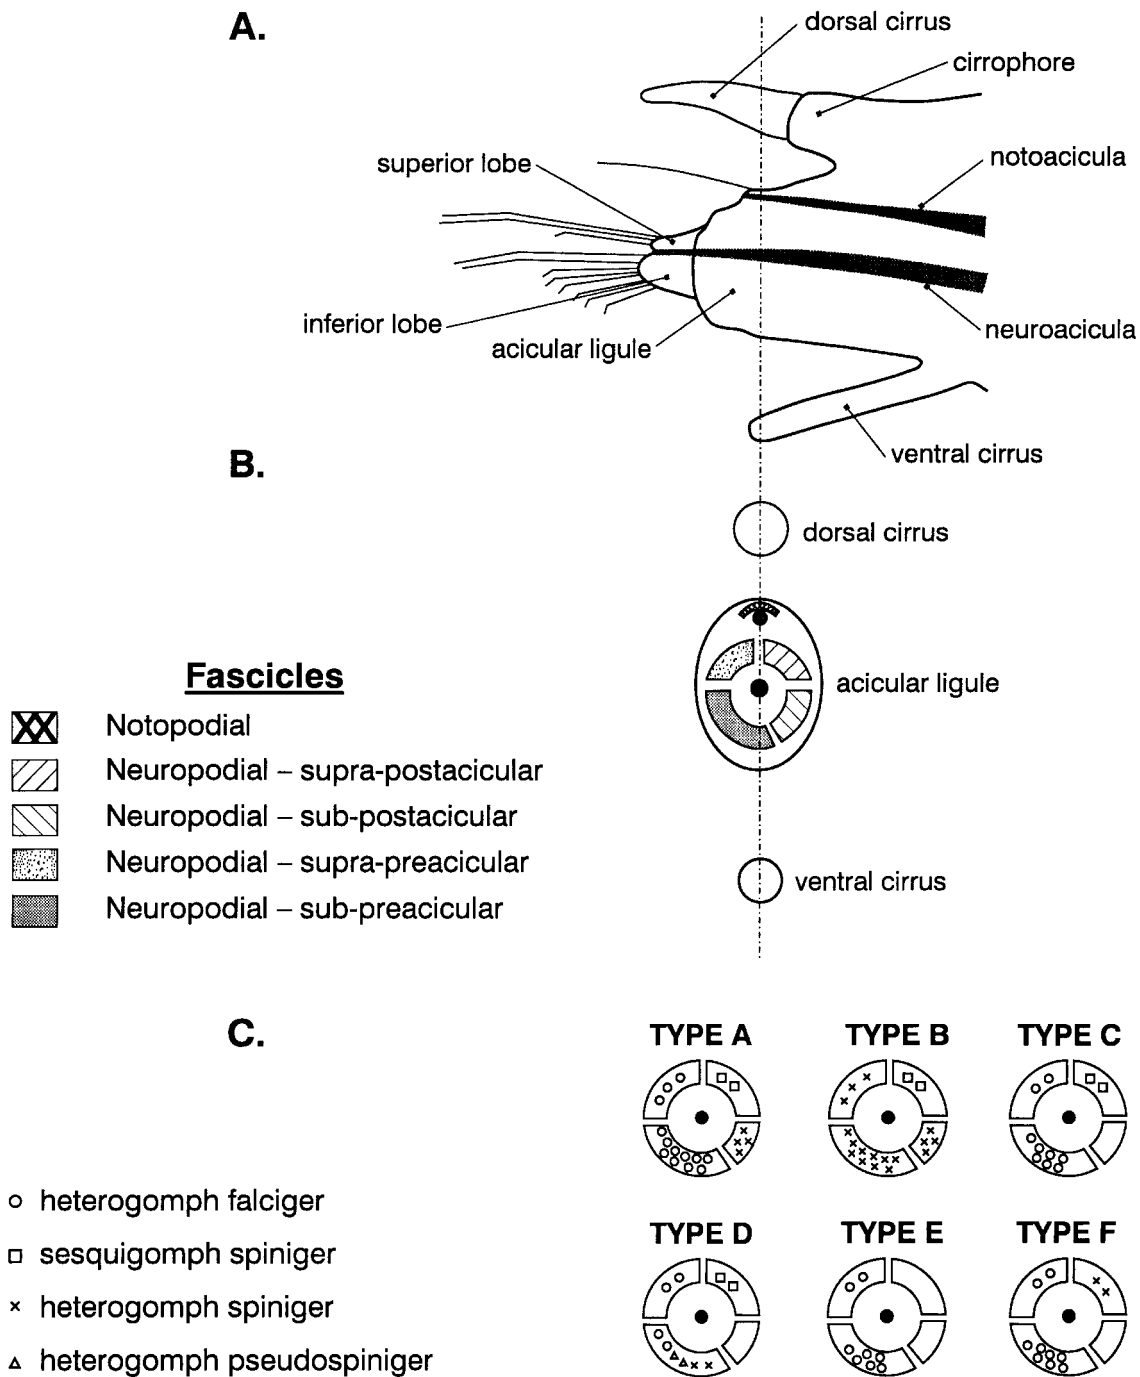 A.
dorsal cirrus
cirrophore
superior lobe
notoacicula
inferior lobe
acicular ligule
neuroacicula
ventral cirrus
B.
dorsal cirrus
acicular ligule
ventral cirrus
Fascicles
Notopodial
Neuropodial – supra-postacicular
Neuropodial – sub-postacicular
Neuropodial – supra-preacicular
Neuropodial – sub-preacicular
C.
TYPE A TYPE B TYPE C
TYPE D TYPE E TYPE F
heterogomph falciger
sesquigomph spiniger
heterogomph spiniger
heterogomph pseudospiniger